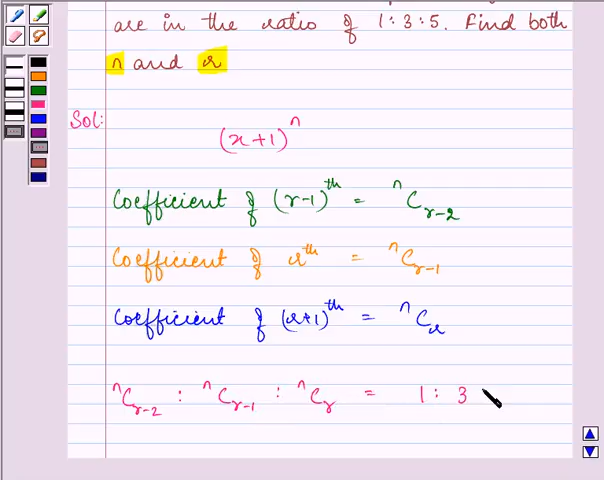 are in the ratio of 1:3:5. Find both
n and r
Sol:
(x+1)^n
Coefficient of (r-1)^th = ^nC_{r-2}
Coefficient of r^th = ^nC_{r-1}
Coefficient of (r+1)^th = ^nC_r
^nC_{r-2} : ^nC_{r-1} : ^nC_r = 1 : 3